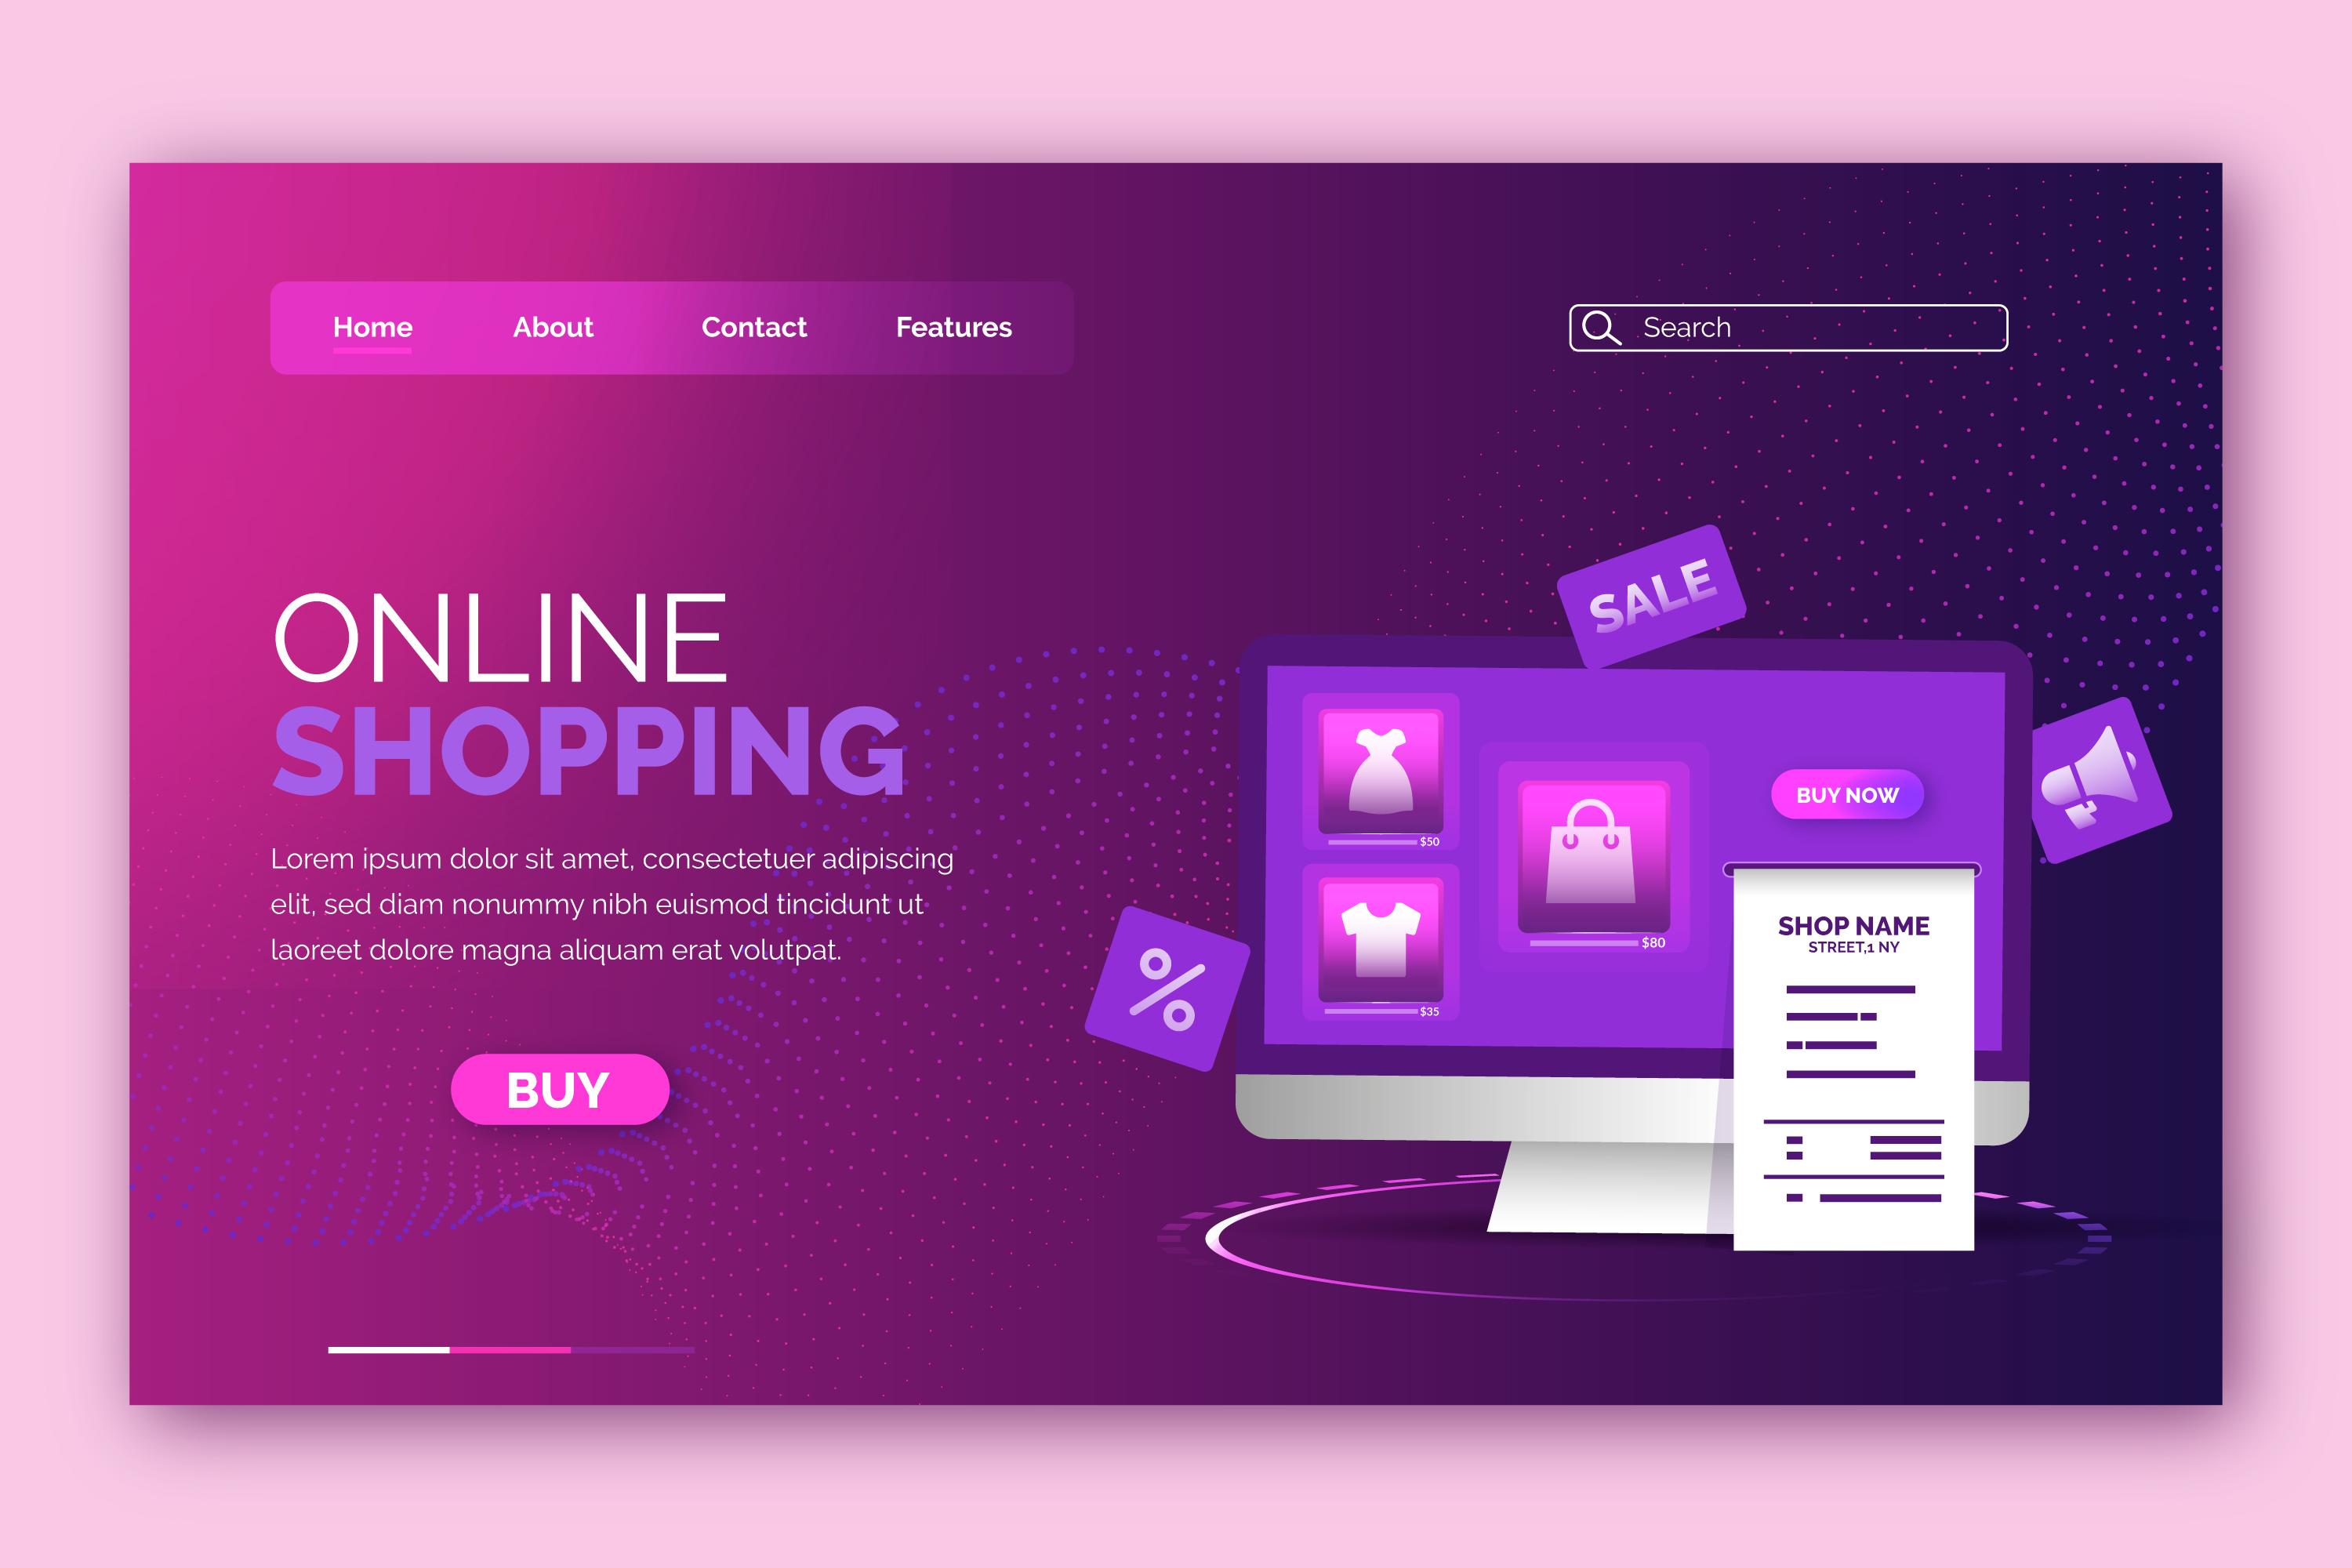 Home
About
Contact
Features
Search
ONLINE
SHOPPING
Lorem ipsum dolor sit amet, consectetuer adipiscing
elit, sed diam nonummy nibh euismod tincidunt ut
laoreet dolore magna aliquam erat volutpat.
BUY
SALE
$50
$80
$35
BUY NOW
%
SHOP NAME
STREET,1 NY